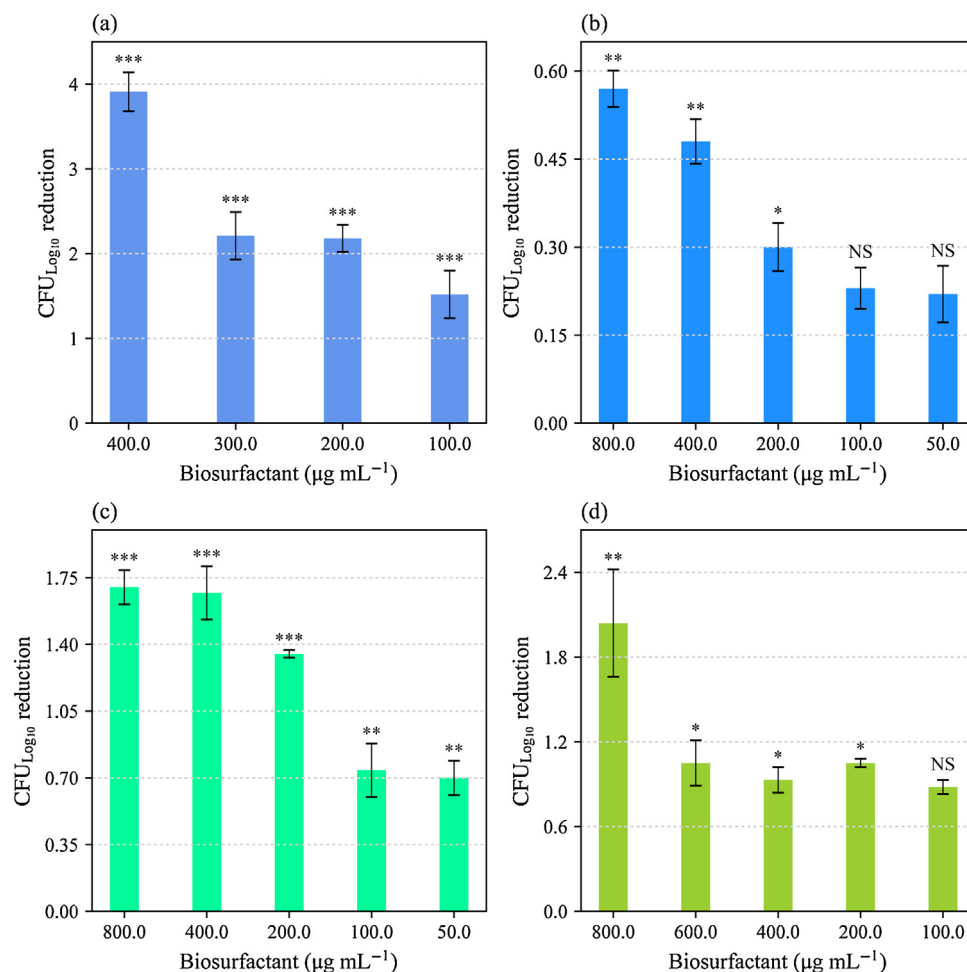 (a)
CFU_Log10 reduction
4
3
2
1
0
*** *** *** ***
400.0 300.0 200.0 100.0
Biosurfactant (µg mL⁻¹)
(b)
CFU_Log10 reduction
0.60
0.45
0.30
0.15
0.00
** ** * NS NS
800.0 400.0 200.0 100.0 50.0
Biosurfactant (µg mL⁻¹)
(c)
CFU_Log10 reduction
1.75
1.40
1.05
0.70
0.35
0.00
*** *** *** ** **
800.0 400.0 200.0 100.0 50.0
Biosurfactant (µg mL⁻¹)
(d)
CFU_Log10 reduction
2.4
1.8
1.2
0.6
0.0
** * * * NS
800.0 600.0 400.0 200.0 100.0
Biosurfactant (µg mL⁻¹)